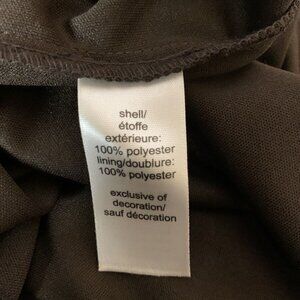 shell/
étoffe
extérieure:
100% polyester
lining/doublure:
100% polyester
exclusive of
decoration/
sauf décoration